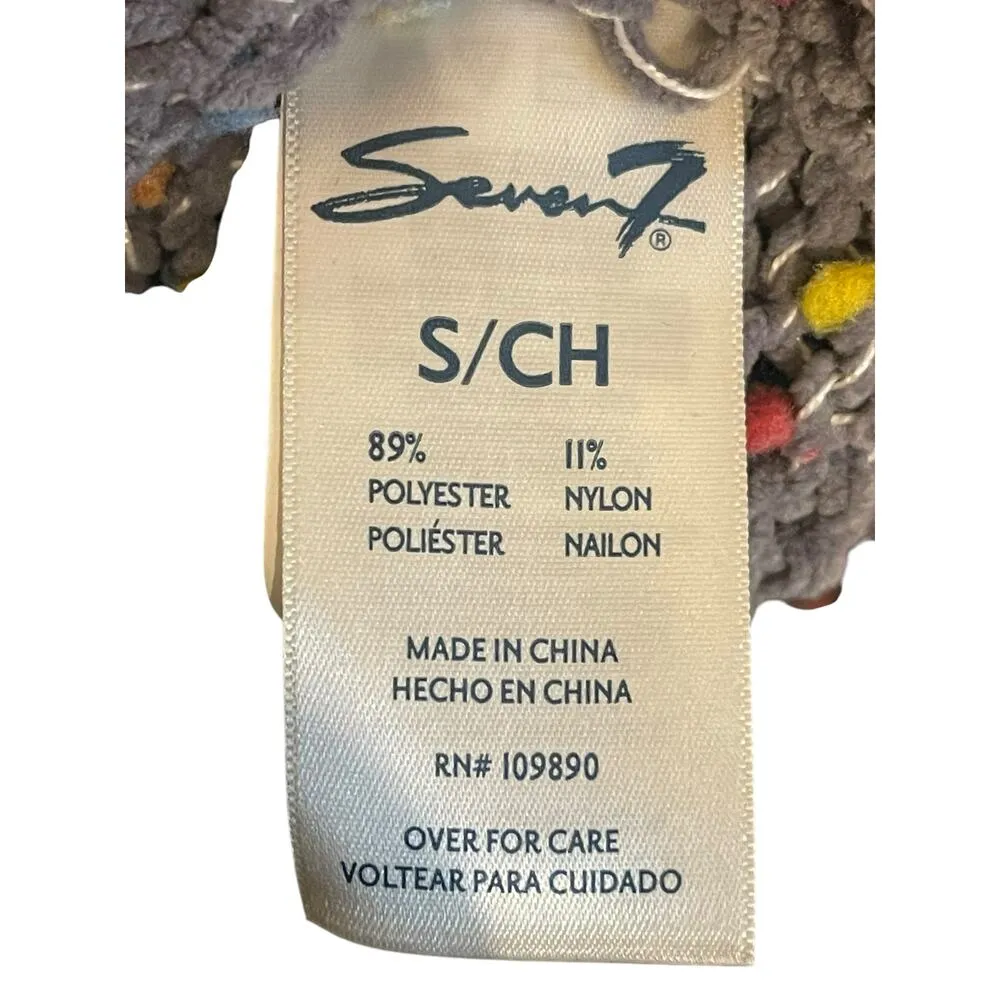 Seven7®
S/CH
89% 11%
POLYESTER NYLON
POLIÉSTER NAILON
MADE IN CHINA
HECHO EN CHINA
RN# 109890
OVER FOR CARE
VOLTEAR PARA CUIDADO